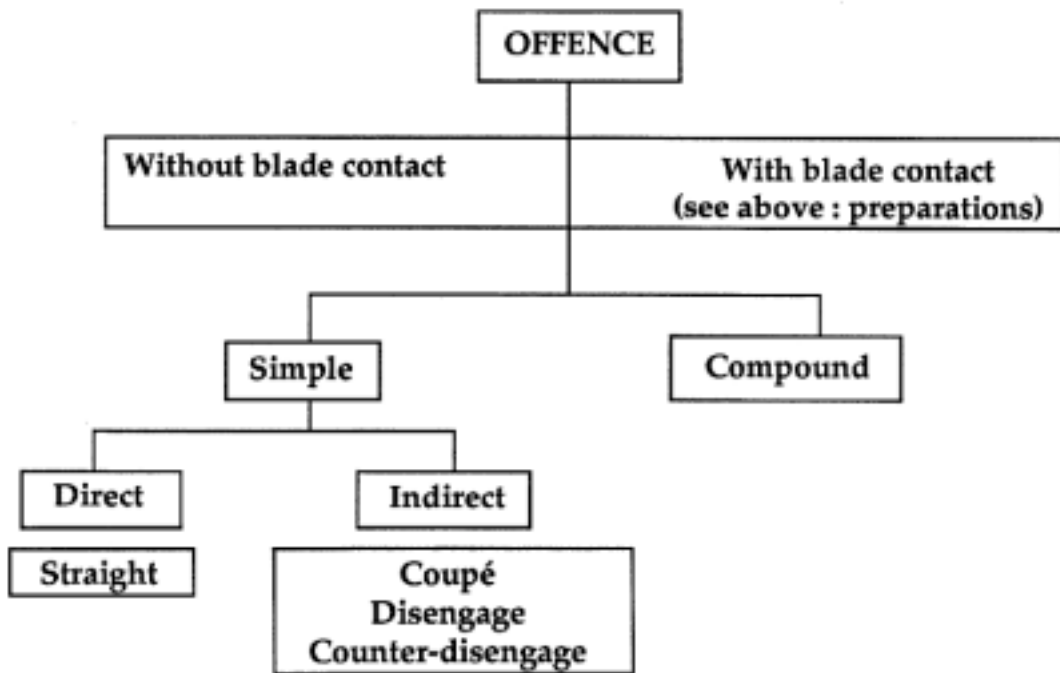 OFFENCE
Without blade contact
With blade contact
(see above : preparations)
Simple
Compound
Direct
Indirect
Straight
Coupé
Disengage
Counter-disengage